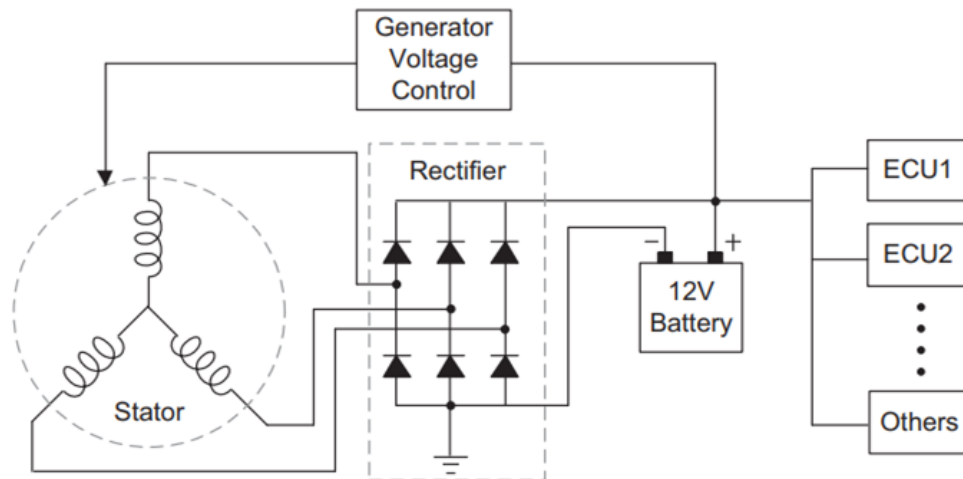 Generator
Voltage
Control
Rectifier
ECU1
ECU2
− +
12V
Battery
Stator
Others